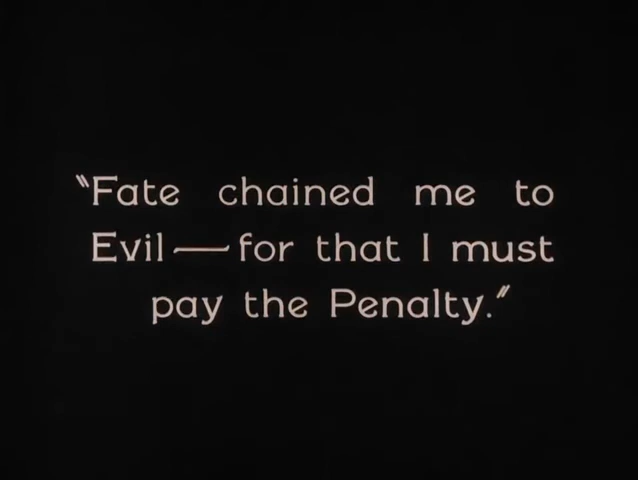 "Fate chained me to
Evil — for that I must
pay the Penalty."